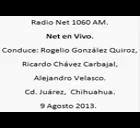 Radio Net 1060 AM.
Net en Vivo.
Conduce: Rogelio González Quiroz,
Ricardo Chávez Carbajal,
Alejandro Velasco.
Cd. Juárez,  Chihuahua.
9 Agosto 2013.